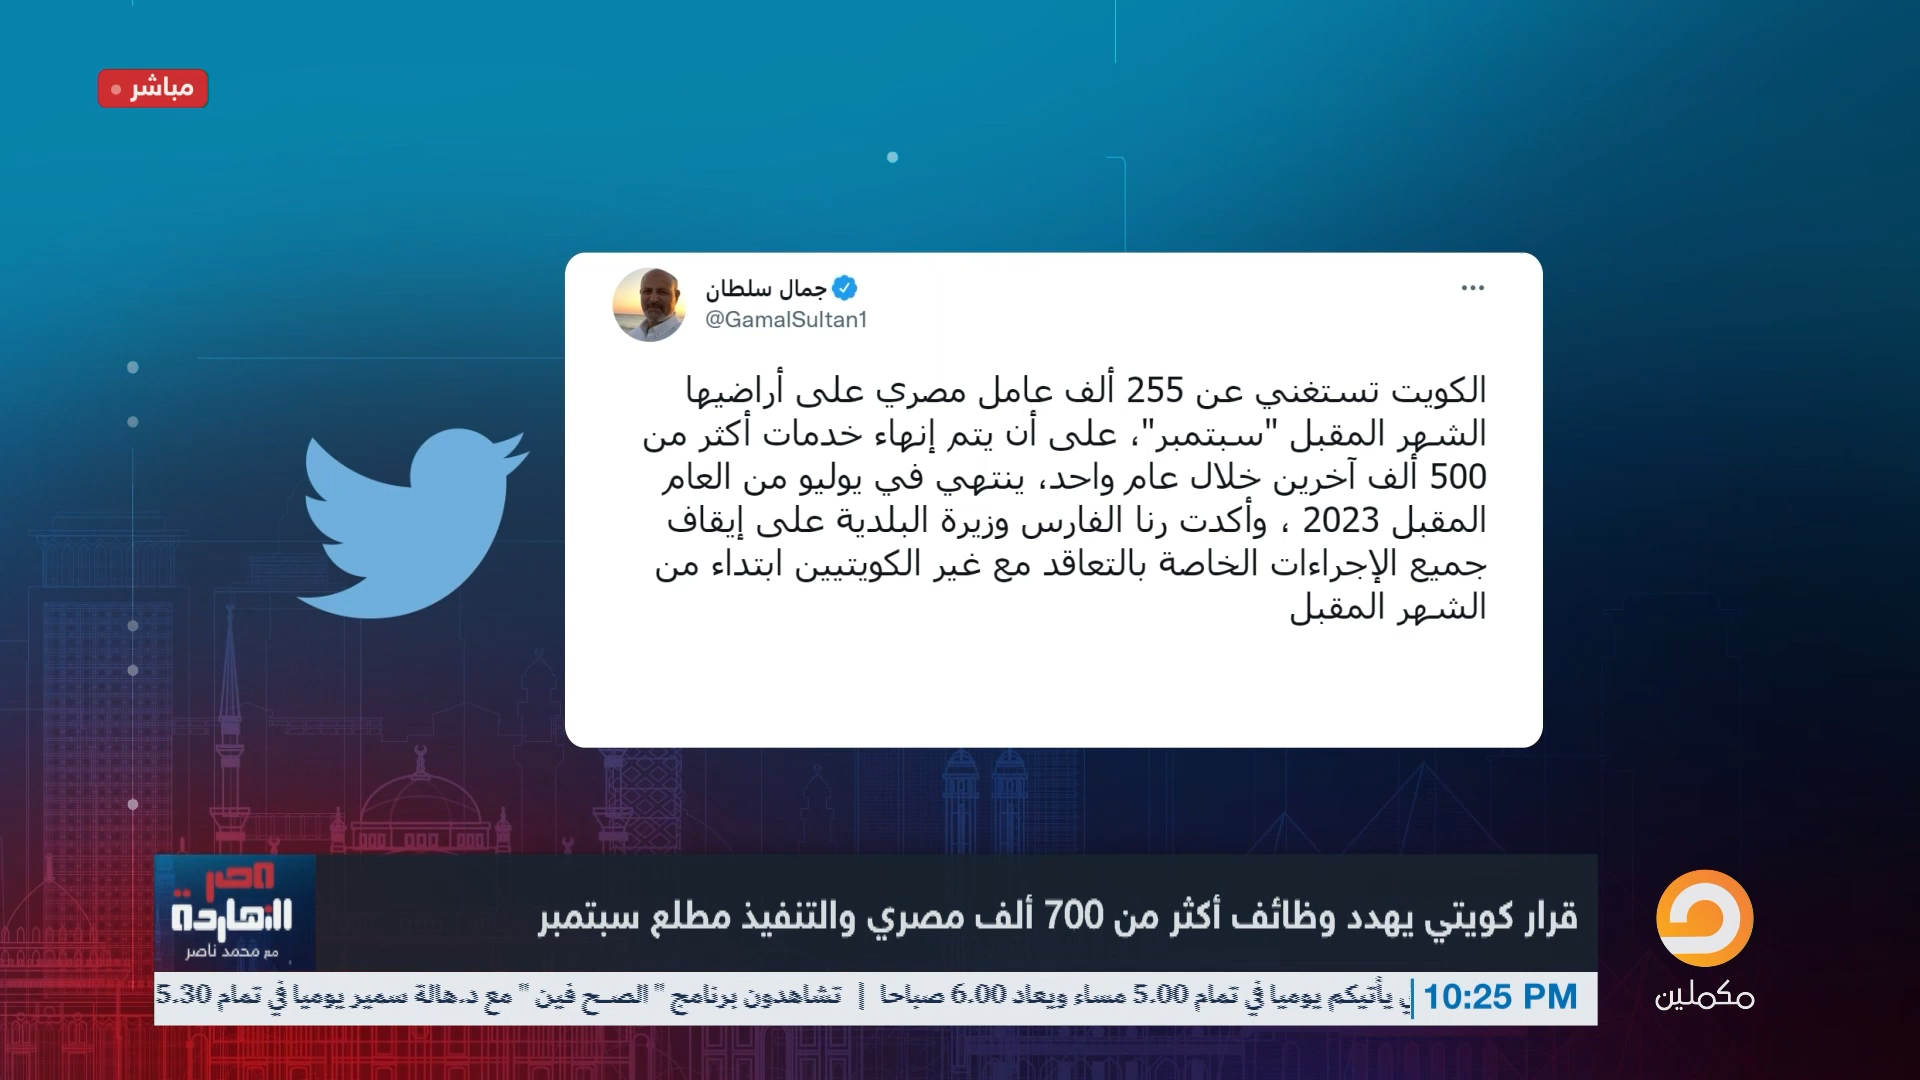 مباشر
جمال سلطان
@GamalSultan1
الكويت تستغني عن 255 ألف عامل مصري على أراضيها
الشهر المقبل "سبتمبر"، على أن يتم إنهاء خدمات أكثر من
500 ألف آخرين خلال عام واحد، ينتهي في يوليو من العام
المقبل 2023 ، وأكدت رنا الفارس وزيرة البلدية على إيقاف
جميع الإجراءات الخاصة بالتعاقد مع غير الكويتيين ابتداء من
الشهر المقبل
قرار كويتي يهدد وظائف أكثر من 700 ألف مصري والتنفيذ مطلع سبتمبر
مصر
النهاردة
مع محمد ناصر
10:25 PM
يأتيكم يوميا في تمام 5.00 مساء ويعاد 6.00 صباحا | تشاهدون برنامج " الصح فين " مع د.هالة سمير يوميا في تمام 5.30
مكملين